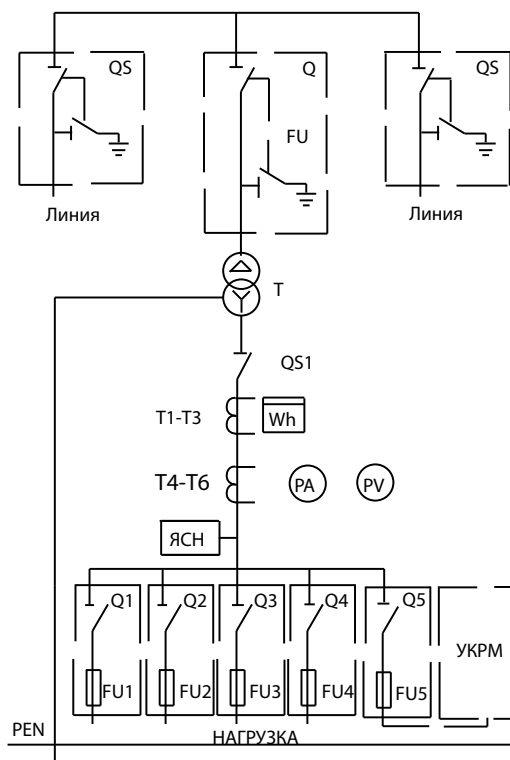 QS
Q
QS
FU
Линия
Линия
T
QS1
T1-T3
Wh
T4-T6
PA
PV
ЯСН
Q1
Q2
Q3
Q4
Q5
УКРМ
FU1
FU2
FU3
FU4
FU5
PEN
НАГРУЗКА